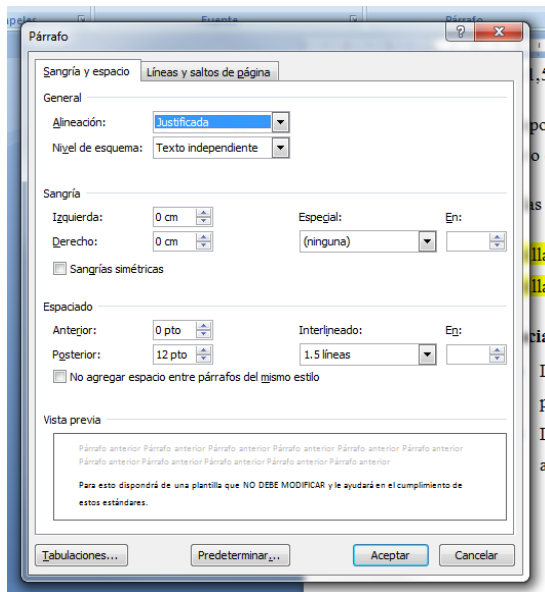 Fuente
Párrafo
Párrafo
Sangría y espacio Líneas y saltos de página
General
Alineación: Justificada
Nivel de esquema: Texto independiente
Sangría
Izquierda: 0 cm Especial: En:
Derecho: 0 cm (ninguna)
Sangrías simétricas
Espaciado
Anterior: 0 pto Interlineado: En:
Posterior: 12 pto 1.5 líneas
No agregar espacio entre párrafos del mismo estilo
Vista previa
Párrafo anterior Párrafo anterior Párrafo anterior Párrafo anterior Párrafo anterior Párrafo anterior
Párrafo anterior Párrafo anterior Párrafo anterior Párrafo anterior Párrafo anterior
Para esto dispondrá de una plantilla que NO DEBE MODIFICAR y le ayudará en el cumplimiento de
estos estándares.
Tabulaciones... Predeterminar... Aceptar Cancelar